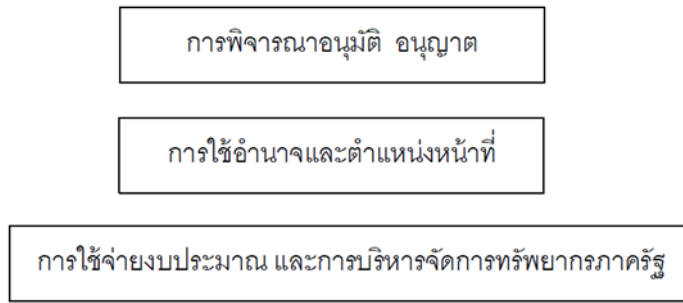 การพิจารณาอนุมัติ อนุญาต
การใช้อำนาจและตำแหน่งหน้าที่
การใช้จ่ายงบประมาณ และการบริหารจัดการทรัพยากรภาครัฐ